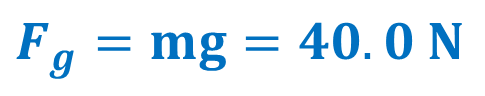 F_g = mg = 40.0 N